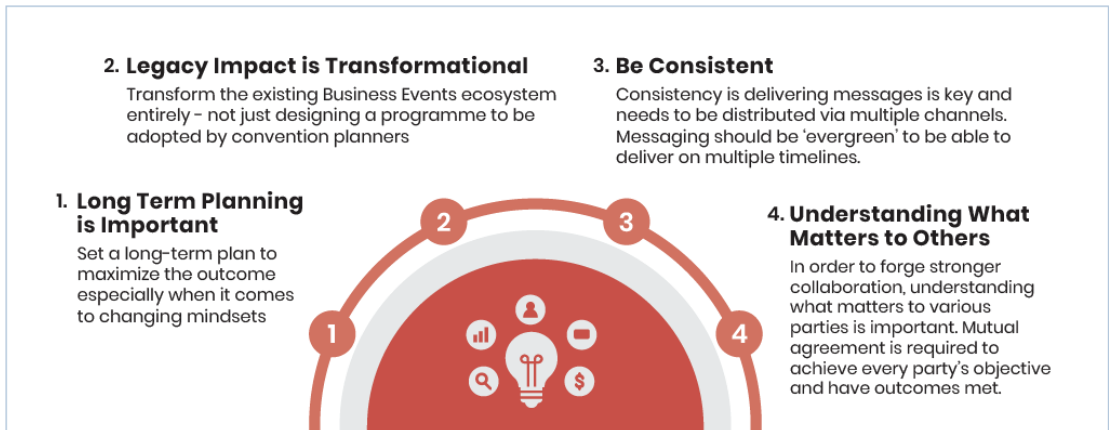 2. Legacy Impact is Transformational
Transform the existing Business Events ecosystem
entirely - not just designing a programme to be
adopted by convention planners
3. Be Consistent
Consistency is delivering messages is key and
needs to be distributed via multiple channels.
Messaging should be ‘evergreen’ to be able to
deliver on multiple timelines.
1. Long Term Planning
is Important
Set a long-term plan to
maximize the outcome
especially when it comes
to changing mindsets
4. Understanding What
Matters to Others
In order to forge stronger
collaboration, understanding
what matters to various
parties is important. Mutual
agreement is required to
achieve every party’s objective
and have outcomes met.
2
3
1
4
$